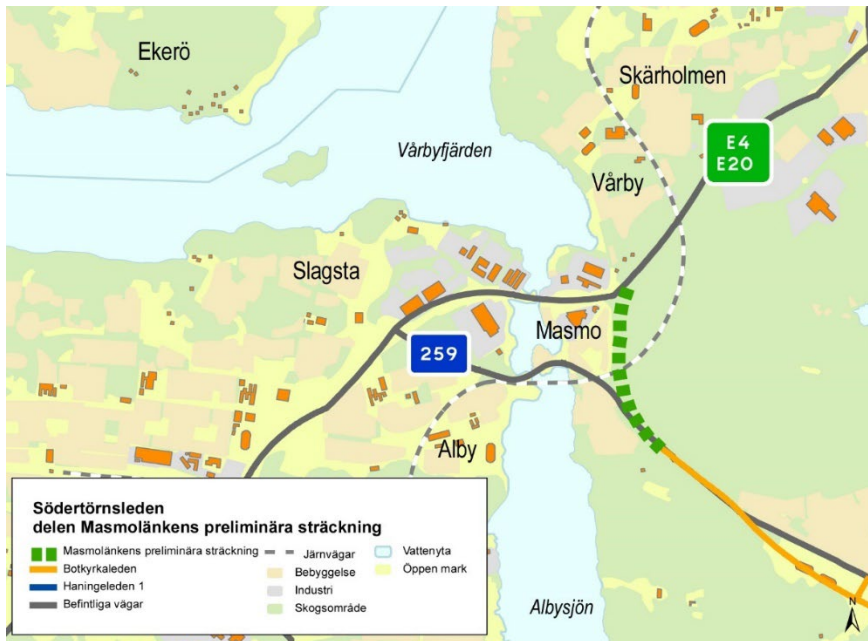 Ekerö
Skärholmen
Vårbyfjärden
E4
E20
Vårby
Slagsta
Masmo
259
Alby
Södertörnsleden
delen Masmolänkens preliminära sträckning
Masmolänkens preliminära sträckning
Botkyrkaleden
Haningeleden 1
Befintliga vägar
Järnvägar
Bebyggelse
Industri
Skogsområde
Vattenyta
Öppen mark
Albysjön
N